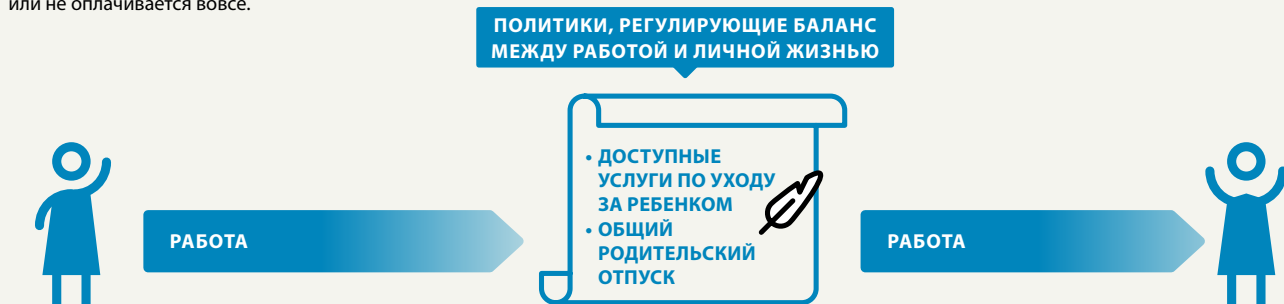 или не оплачивается вовсе.
ПОЛИТИКИ, РЕГУЛИРУЮЩИЕ БАЛАНС
МЕЖДУ РАБОТОЙ И ЛИЧНОЙ ЖИЗНЬЮ
• ДОСТУПНЫЕ
УСЛУГИ ПО УХОДУ
ЗА РЕБЕНКОМ
• ОБЩИЙ
РОДИТЕЛЬСКИЙ
ОТПУСК
РАБОТА
РАБОТА